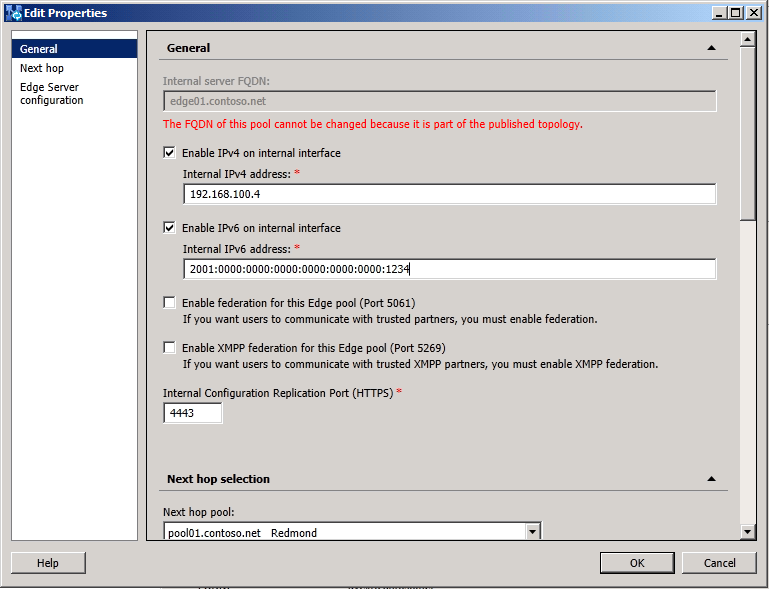 Edit Properties
General
Next hop
Edge Server
configuration
General
Internal server FQDN:
edge01.contoso.net
The FQDN of this pool cannot be changed because it is part of the published topology.
Enable IPv4 on internal interface
Internal IPv4 address: *
192.168.100.4
Enable IPv6 on internal interface
Internal IPv6 address: *
2001:0000:0000:0000:0000:0000:0000:1234
Enable federation for this Edge pool (Port 5061)
If you want users to communicate with trusted partners, you must enable federation.
Enable XMPP federation for this Edge pool (Port 5269)
If you want users to communicate with trusted XMPP partners, you must enable XMPP federation.
Internal Configuration Replication Port (HTTPS) *
4443
Next hop selection
Next hop pool:
pool01.contoso.net Redmond
Help
OK
Cancel